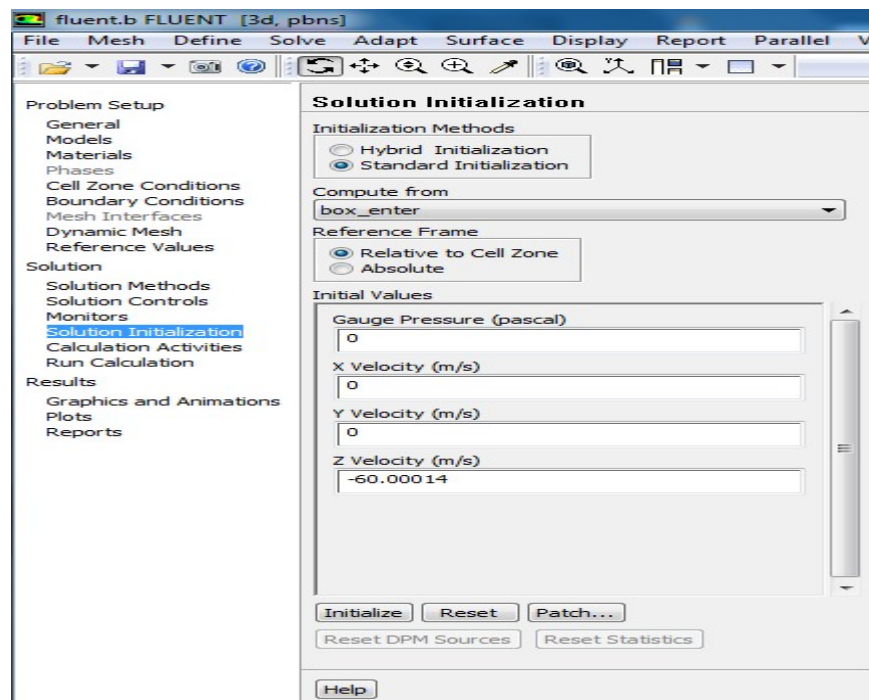 fluent.b FLUENT [3d, pbns]
File Mesh Define Solve Adapt Surface Display Report Parallel V
Problem Setup
General
Models
Materials
Phases
Cell Zone Conditions
Boundary Conditions
Mesh Interfaces
Dynamic Mesh
Reference Values
Solution
Solution Methods
Solution Controls
Monitors
Solution Initialization
Calculation Activities
Run Calculation
Results
Graphics and Animations
Plots
Reports
Solution Initialization
Initialization Methods
Hybrid Initialization
Standard Initialization
Compute from
box_enter
Reference Frame
Relative to Cell Zone
Absolute
Initial Values
Gauge Pressure (pascal)
0
X Velocity (m/s)
0
Y Velocity (m/s)
0
Z Velocity (m/s)
-60.00014
Initialize Reset Patch...
Reset DPM Sources Reset Statistics
Help